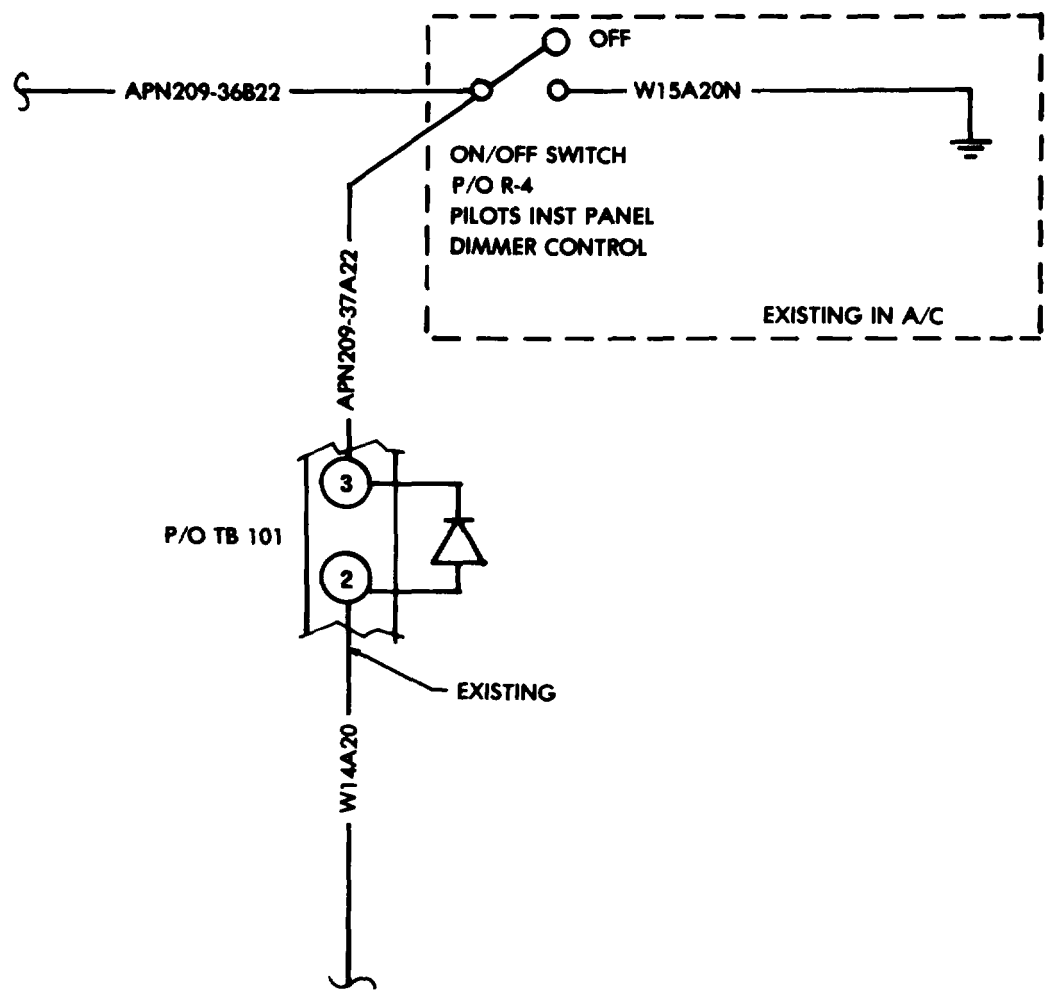 OFF
APN209-36B22
W15A20N
ON/OFF SWITCH
P/O R-4
PILOTS INST PANEL
DIMMER CONTROL
APN209-37A22
EXISTING IN A/C
3
P/O TB 101
2
EXISTING
W14A20